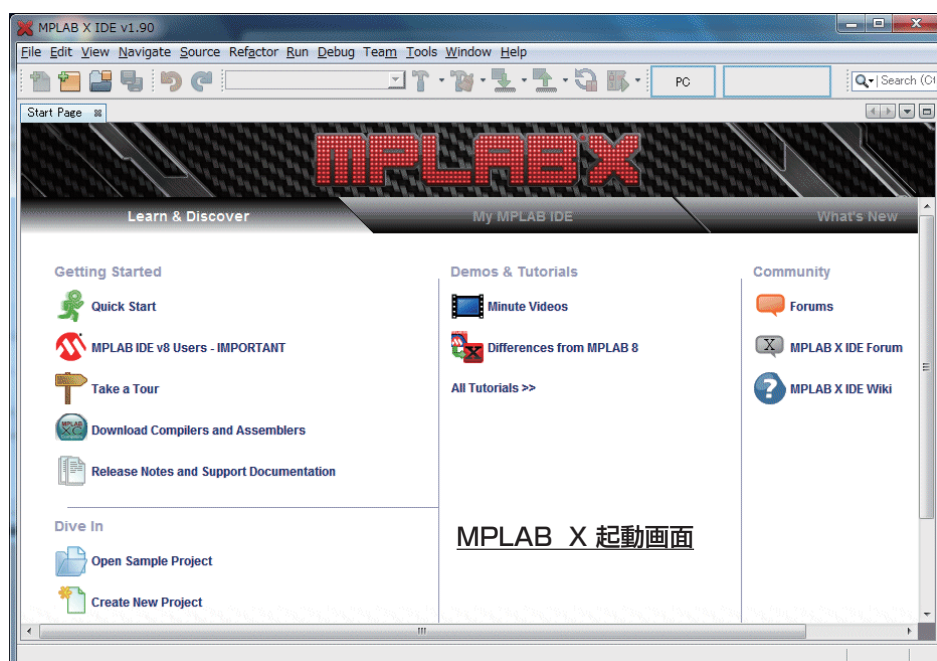 MPLAB X IDE v1.90
File Edit View Navigate Source Refactor Run Debug Team Tools Window Help
PC
Search (Ct
Start Page
MPLAB X
Learn & Discover
My MPLAB IDE
What's New
Getting Started
Quick Start
MPLAB IDE v8 Users - IMPORTANT
Take a Tour
MPLAB XC Download Compilers and Assemblers
Release Notes and Support Documentation
Dive In
Open Sample Project
Create New Project
Demos & Tutorials
Minute Videos
Differences from MPLAB 8
All Tutorials >>
MPLAB X 起動画面
Community
Forums
X MPLAB X IDE Forum
? MPLAB X IDE Wiki